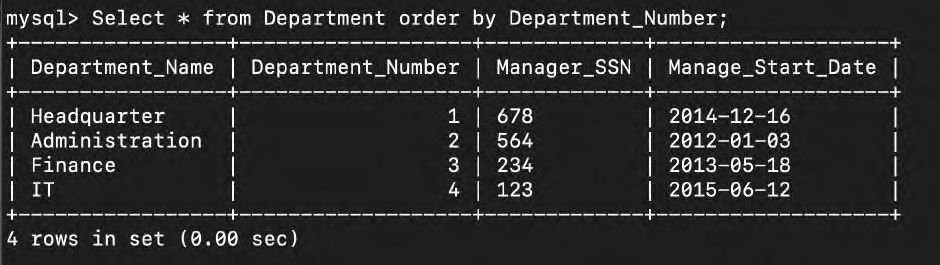 mysql> Select * from Department order by Department_Number;
+-----------------+-------------------+-------------+-------------------+
| Department_Name | Department_Number | Manager_SSN | Manage_Start_Date |
+-----------------+-------------------+-------------+-------------------+
| Headquarter     |                 1 | 678         | 2014-12-16        |
| Administration  |                 2 | 564         | 2012-01-03        |
| Finance         |                 3 | 234         | 2013-05-18        |
| IT              |                 4 | 123         | 2015-06-12        |
+-----------------+-------------------+-------------+-------------------+
4 rows in set (0.00 sec)